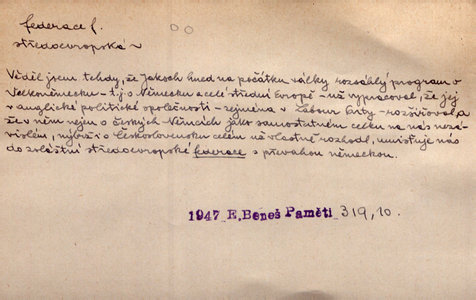 federace f.
středoevropská ~
Věděl jsem tehdy, že Jaksch hned na počátku války rozsáhlý program o
Velkoněmecku - t.j. o Německu a celé střední Evropě - už vypracoval, že jej
v anglické politické společnosti - zejména v Labour Party - rozšiřoval, a
že v něm nejen o českých Němcích jako samostatném celku na nás nezá-
vislém, nýbrž i o Československu celém už vlastně rozhodl, umísťuje nás
do zvláštní středoevropské federace s převahou německou.
1947 E. Beneš Paměti 319, 10.